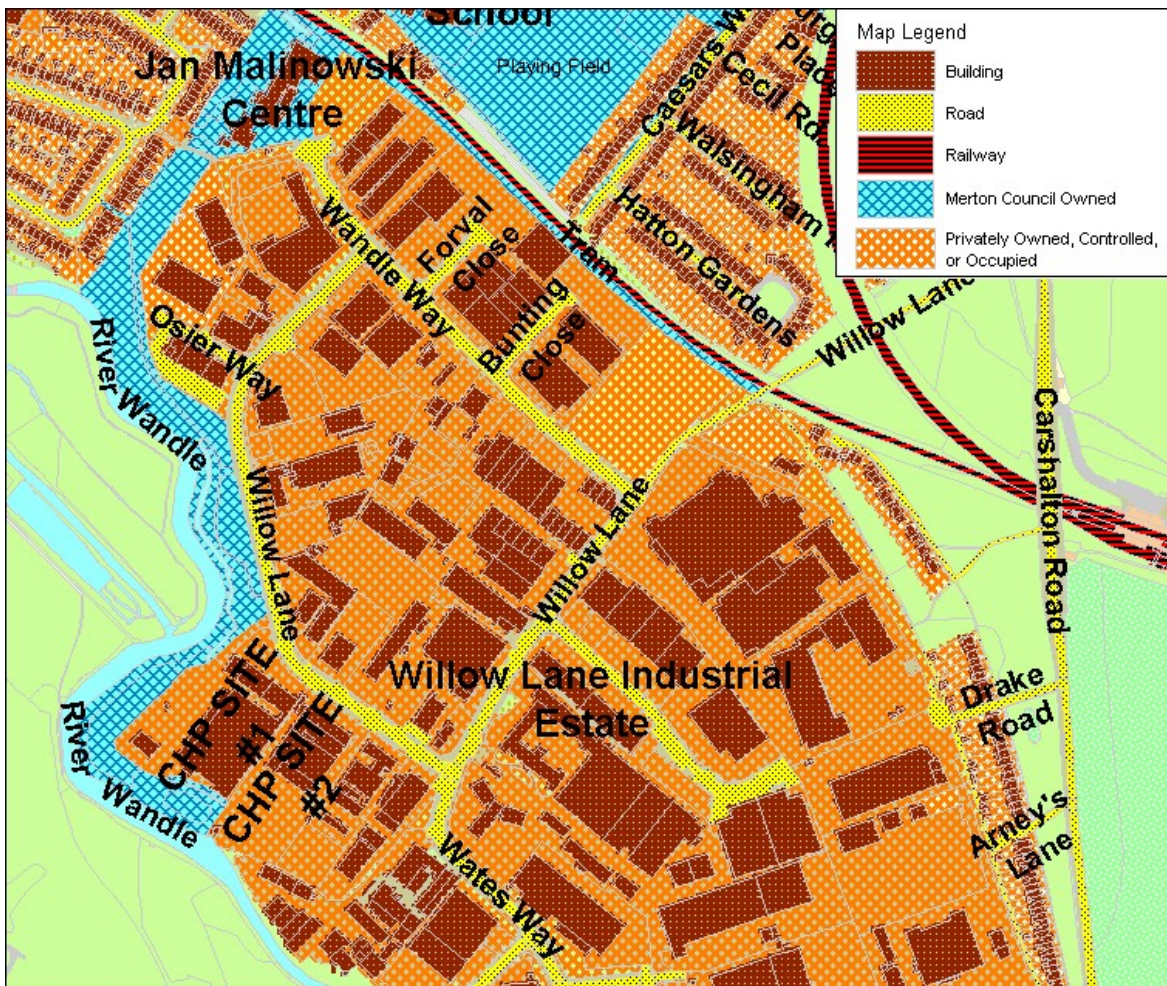 School
Jan Malinowski
Centre
Playing Field
Caesars W
Cecil Rd
Place
Walsingham
Hatton Gardens
Tram
Map Legend
Building
Road
Railway
Merton Council Owned
Privately Owned, Controlled,
or Occupied
Wandle Way
Forval
Close
Bunting
Close
Osier Way
River Wandle
Willow Lane
Willow Lane
Willow Lane
Carshalton Road
Willow Lane Industrial
Estate
CHP SITE
#1
CHP SITE
#2
River Wandle
Drake
Road
Arney's
Lane
Wates Way